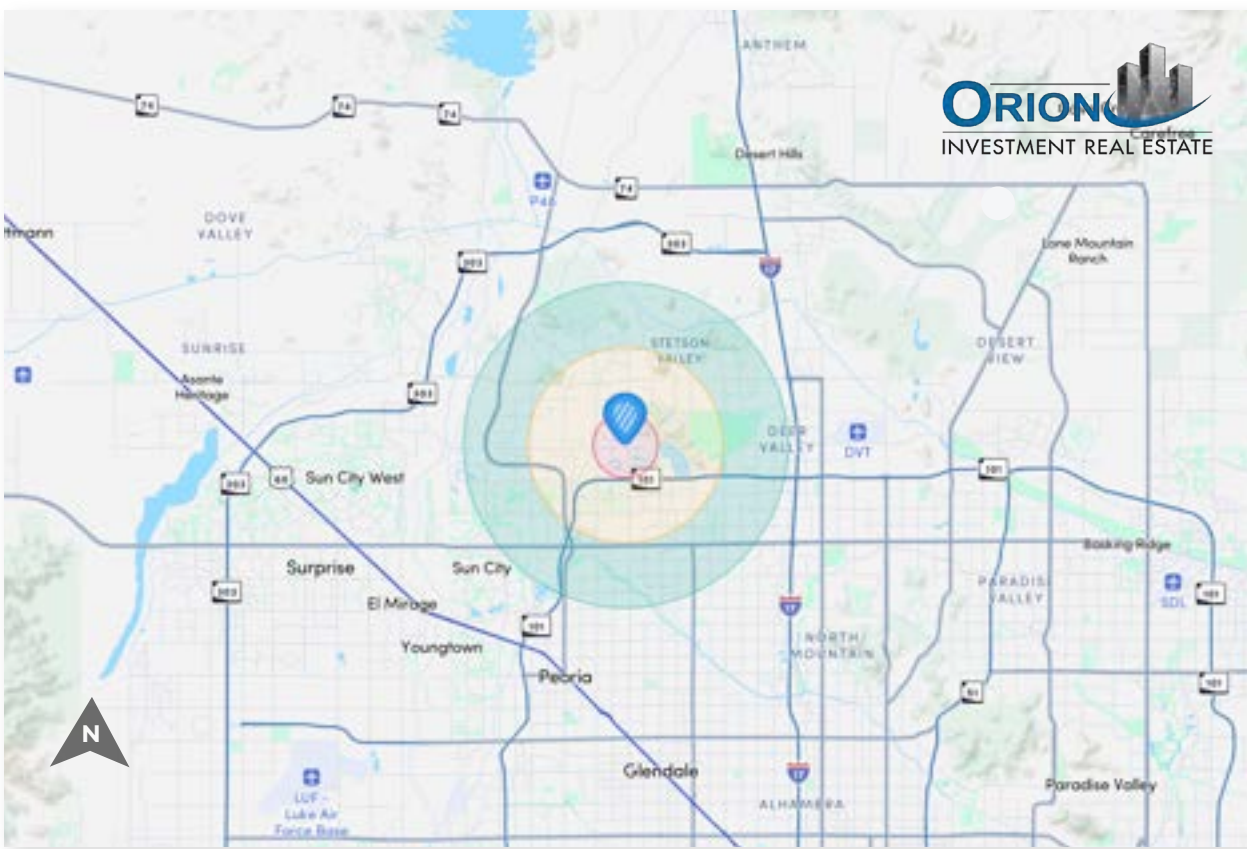 ANTHEM
ORION
INVESTMENT REAL ESTATE
Carefree
74
74
74
Desert Hills
74
P48
DOVE
VALLEY
Lone Mountain
Ranch
303
303
17
SUNRISE
STETSON
VALLEY
DESERT
VIEW
Asante
Heritage
303
DEER
VALLEY
DVT
101
101
303
60
Sun City West
Basking Ridge
Surprise
Sun City
PARADISE
VALLEY
SDL
101
303
El Mirage
17
101
Youngtown
NORTH
MOUNTAIN
Peoria
51
101
N
Glendale
17
Paradise Valley
LUF -
Luke Air
Force Base
ALHAMBRA